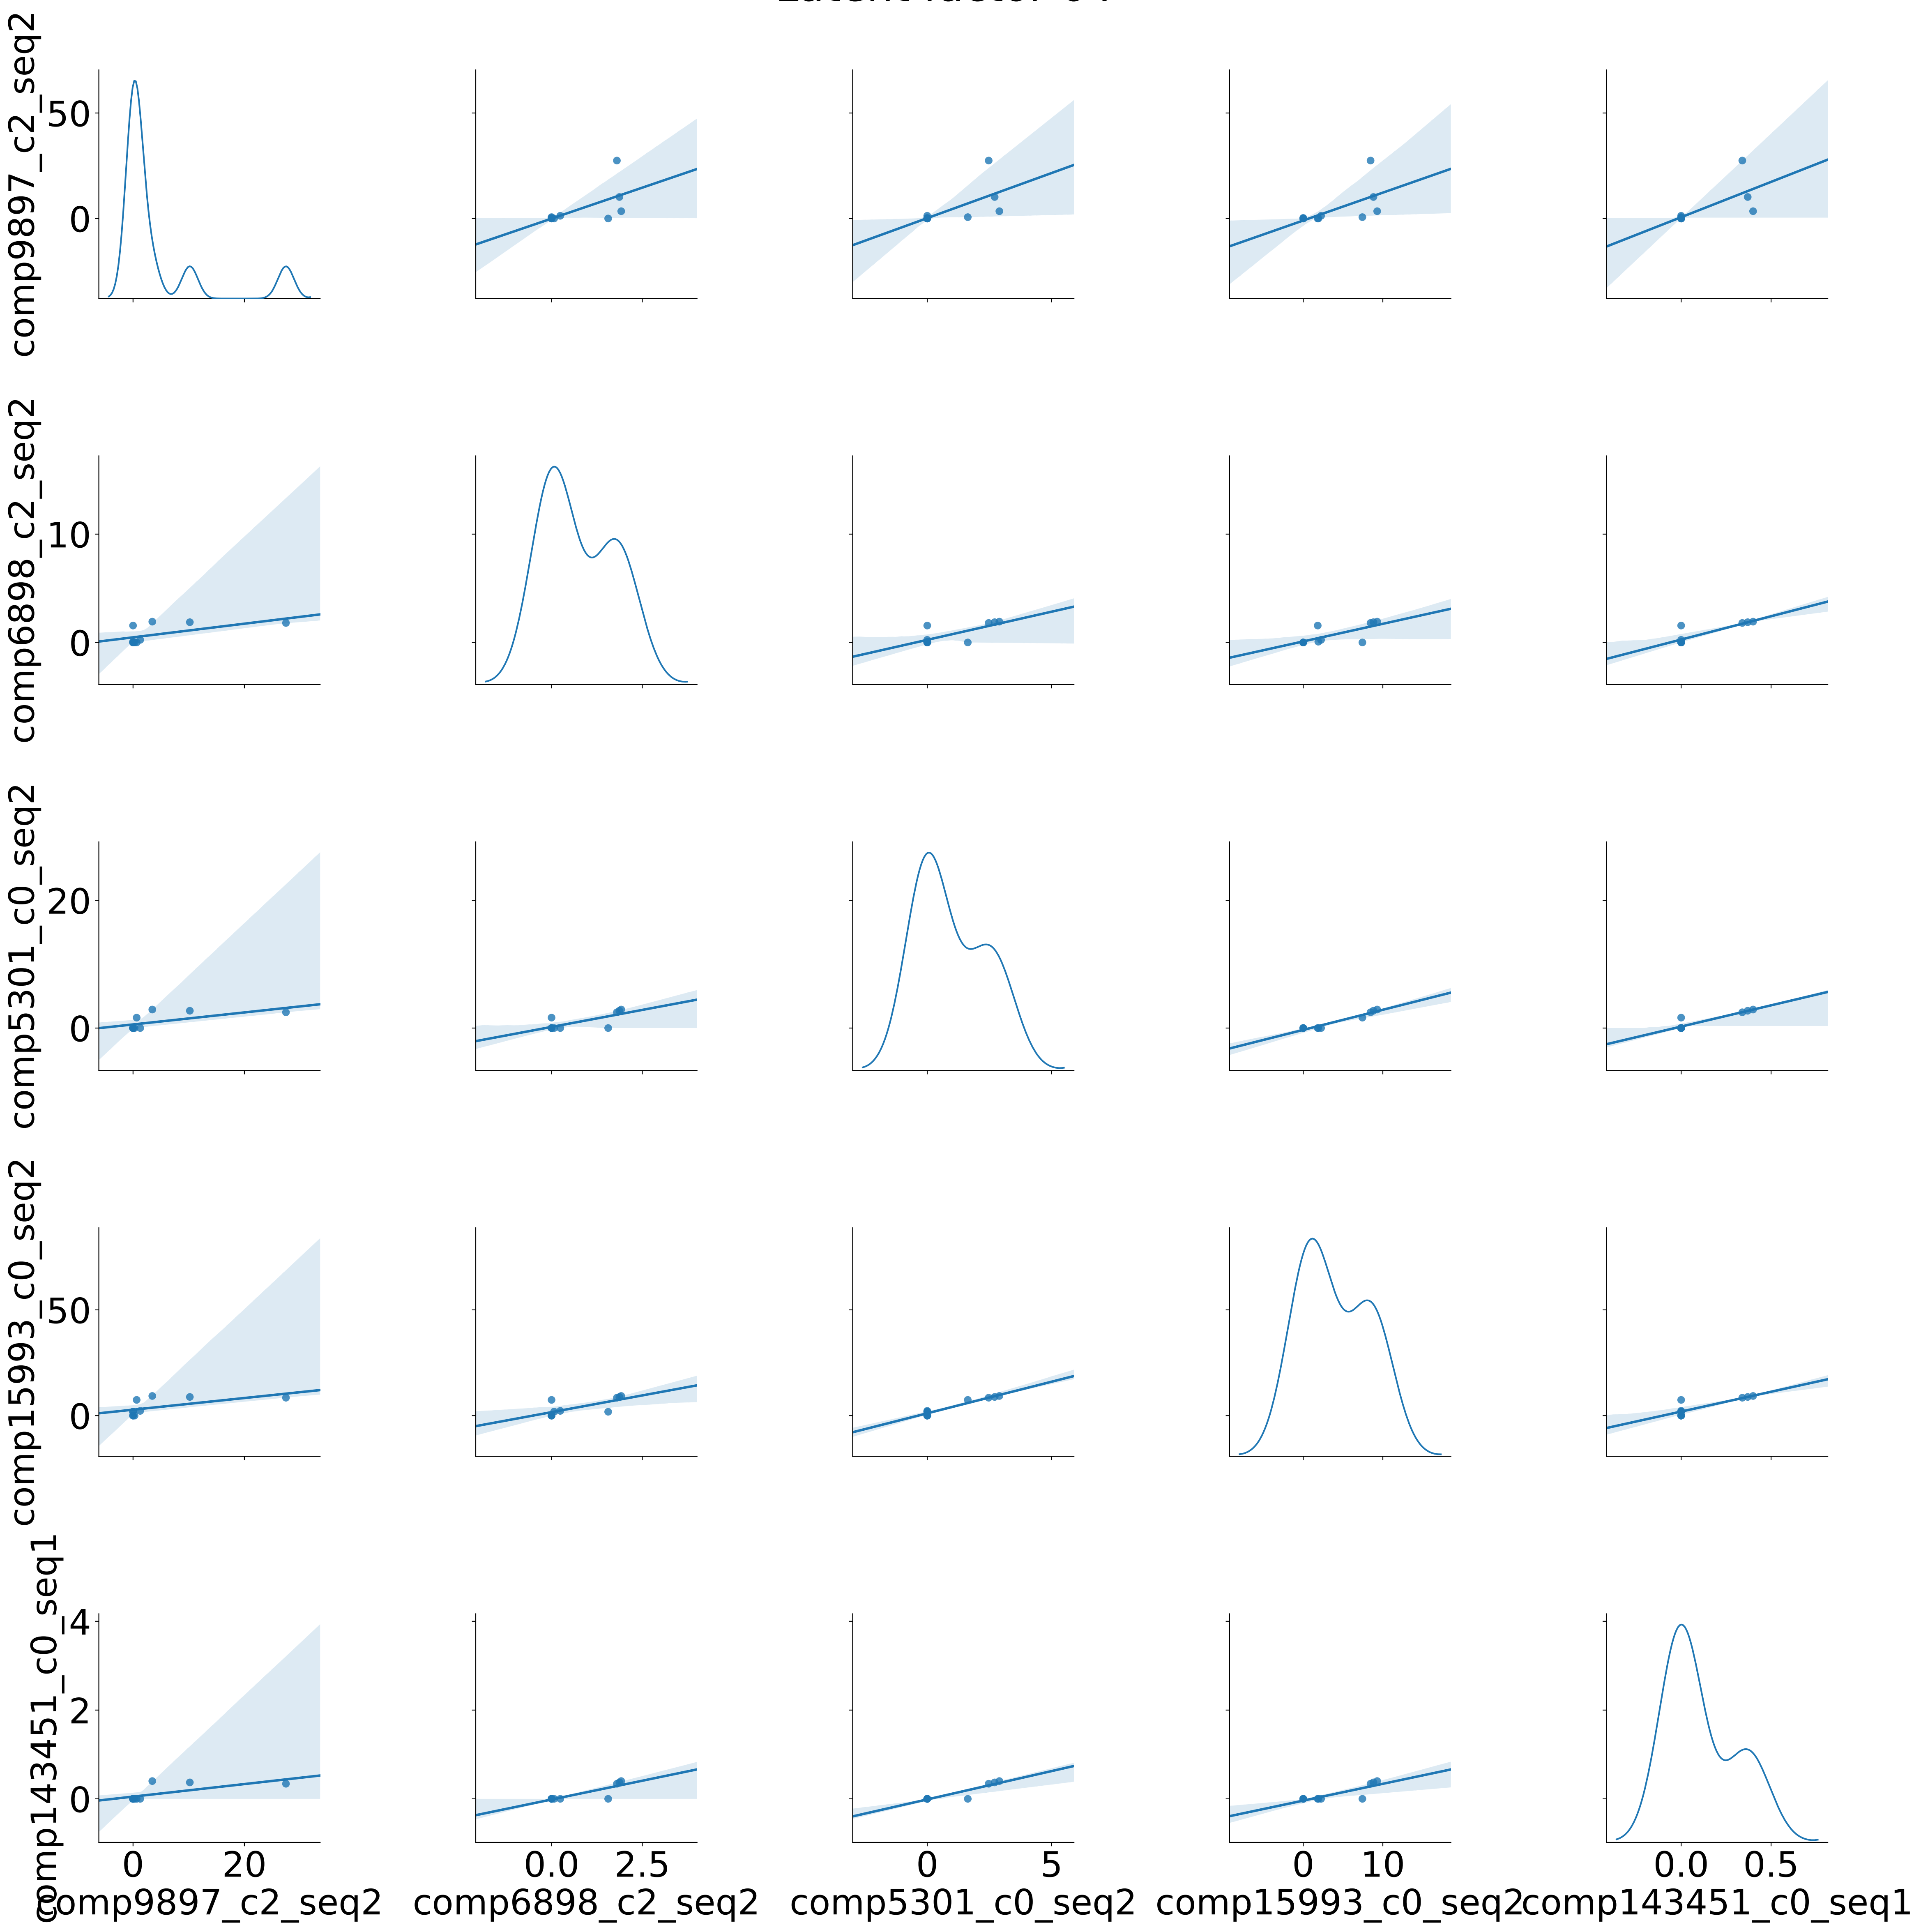 comp9897_c2_seq2
50
0
comp6898_c2_seq2
10
0
comp5301_c0_seq2
20
0
comp15993_c0_seq2
50
0
comp143451_c0_seq1
4
2
0
0 20 0.0 2.5 0 5 0 10 0.0 0.5
comp9897_c2_seq2 comp6898_c2_seq2 comp5301_c0_seq2 comp15993_c0_seq2 comp143451_c0_seq1